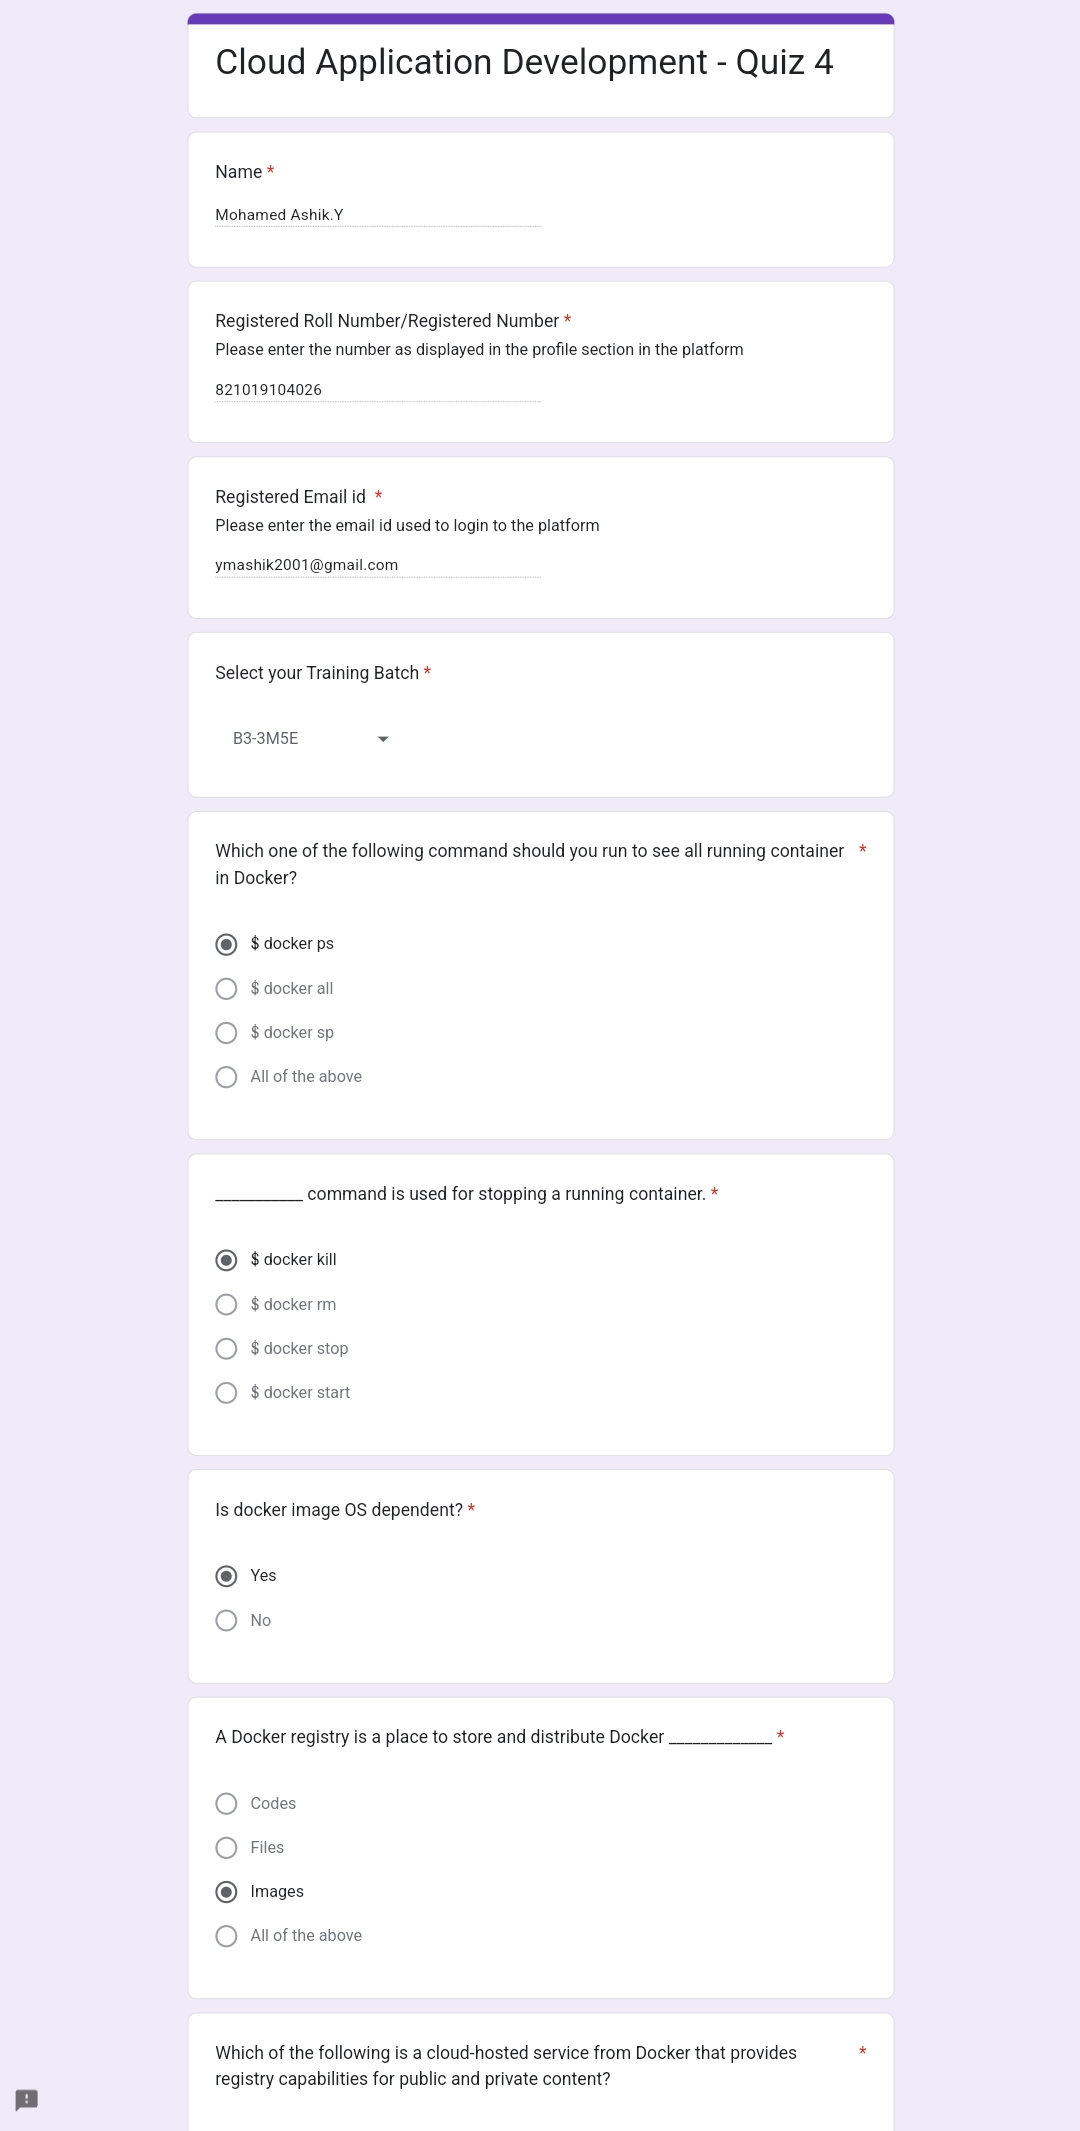 Cloud Application Development - Quiz 4
Name *
Mohamed Ashik.Y
Registered Roll Number/Registered Number *
Please enter the number as displayed in the profile section in the platform
821019104026
Registered Email id *
Please enter the email id used to login to the platform
ymashik2001@gmail.com
Select your Training Batch *
B3-3M5E
Which one of the following command should you run to see all running container *
in Docker?
$ docker ps
$ docker all
$ docker sp
All of the above
___________ command is used for stopping a running container. *
$ docker kill
$ docker rm
$ docker stop
$ docker start
Is docker image OS dependent? *
Yes
No
A Docker registry is a place to store and distribute Docker _____________ *
Codes
Files
Images
All of the above
Which of the following is a cloud-hosted service from Docker that provides *
registry capabilities for public and private content?